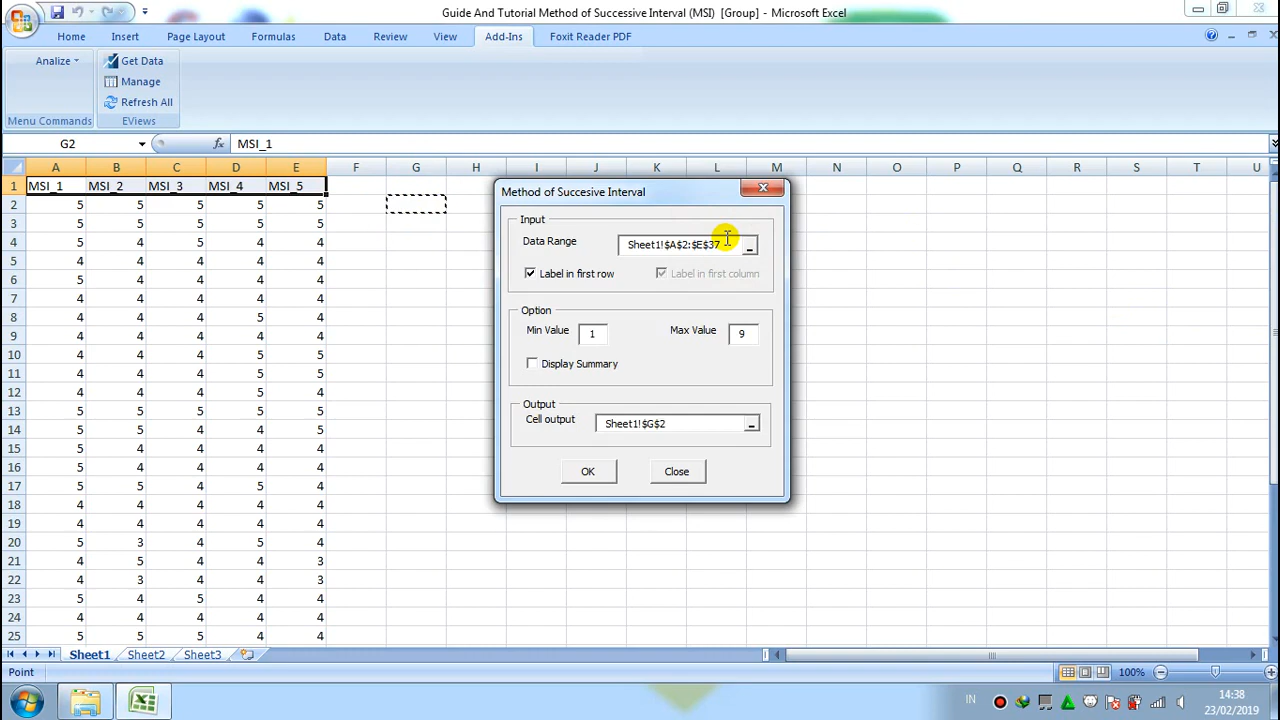 Guide And Tutorial Method of Successive Interval (MSI) [Group] - Microsoft Excel
Home Insert Page Layout Formulas Data Review View Add-Ins Foxit Reader PDF
Analize Get Data
Manage
Refresh All
Menu Commands EViews
G2 fx MSI_1
A B C D E F G H I J K L M N O P Q R S T U
1 MSI_1 MSI_2 MSI_3 MSI_4 MSI_5
2 5 5 5 5 5
3 5 5 5 5 5
4 5 4 4 4 4
5 4 4 4 4 4
6 5 4 4 4 4
7 4 4 4 4 4
8 4 4 4 5 4
9 4 4 4 4 4
10 4 4 4 5 5
11 4 4 4 5 5
12 4 4 4 5 4
13 5 5 5 5 5
14 5 5 4 4 5
15 5 4 4 4 4
16 5 4 4 4 4
17 5 4 5 5 4
18 4 4 4 4 4
19 4 4 4 4 4
20 5 3 4 5 4
21 4 5 4 4 3
22 4 3 4 4 3
23 5 4 5 4 4
24 4 4 4 4 4
25 5 5 5 4 4
Method of Succesive Interval
Input
Data Range Sheet1!$A$2:$E$37
Label in first row Label in first column
Option
Min Value 1 Max Value 9
Display Summary
Output
Cell output Sheet1!$G$2
OK Close
Sheet1 Sheet2 Sheet3
Point 100%
IN 14:38
23/02/2019